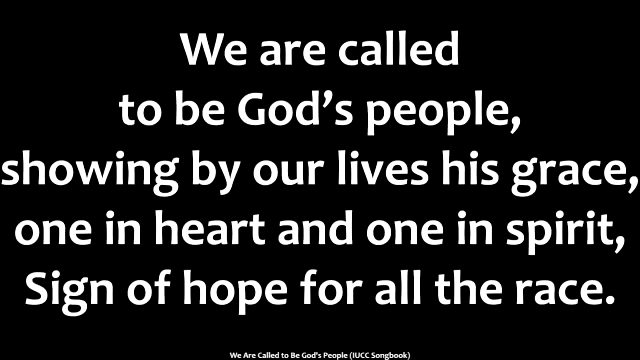 We are called
to be God’s people,
showing by our lives his grace,
one in heart and one in spirit,
Sign of hope for all the race.
We Are Called to Be God's People (IUCC Songbook)